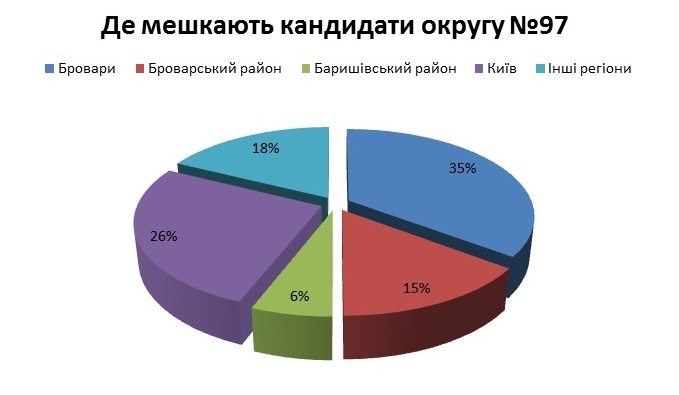 Де мешкають кандидати округу №97
Бровари Броварський район Баришівський район Київ Інші регіони
18%
35%
26%
15%
6%